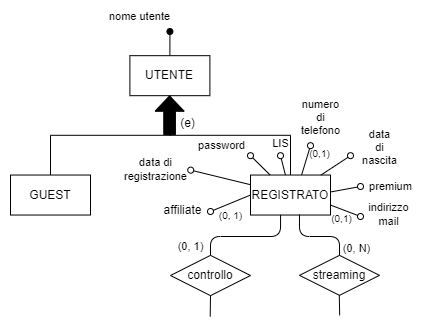 nome utente
UTENTE
(e)
numero
di
telefono
(0,1)
password
LIS
data
di
nascita
data di
registrazione
GUEST
REGISTRATO
premium
affiliate
(0, 1)
(0,1)
indirizzo
mail
(0, 1)
(0, N)
controllo
streaming